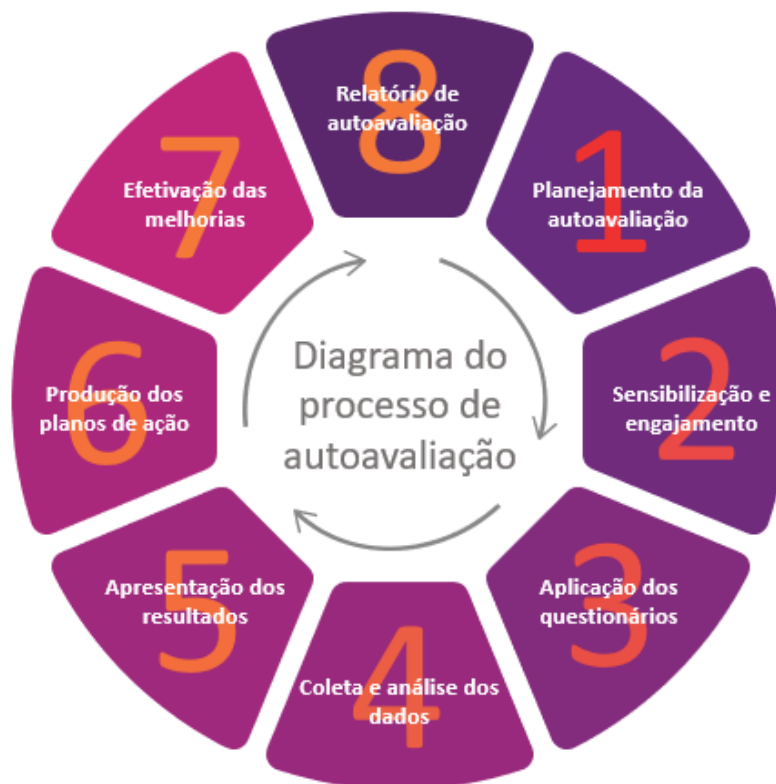 Diagrama do
processo de
autoavaliação
1
Planejamento da
autoavaliação
2
Sensibilização e
engajamento
3
Aplicação dos
questionários
4
Coleta e análise dos
dados
5
Apresentação dos
resultados
6
Produção dos
planos de ação
7
Efetivação das
melhorias
8
Relatório de
autoavaliação